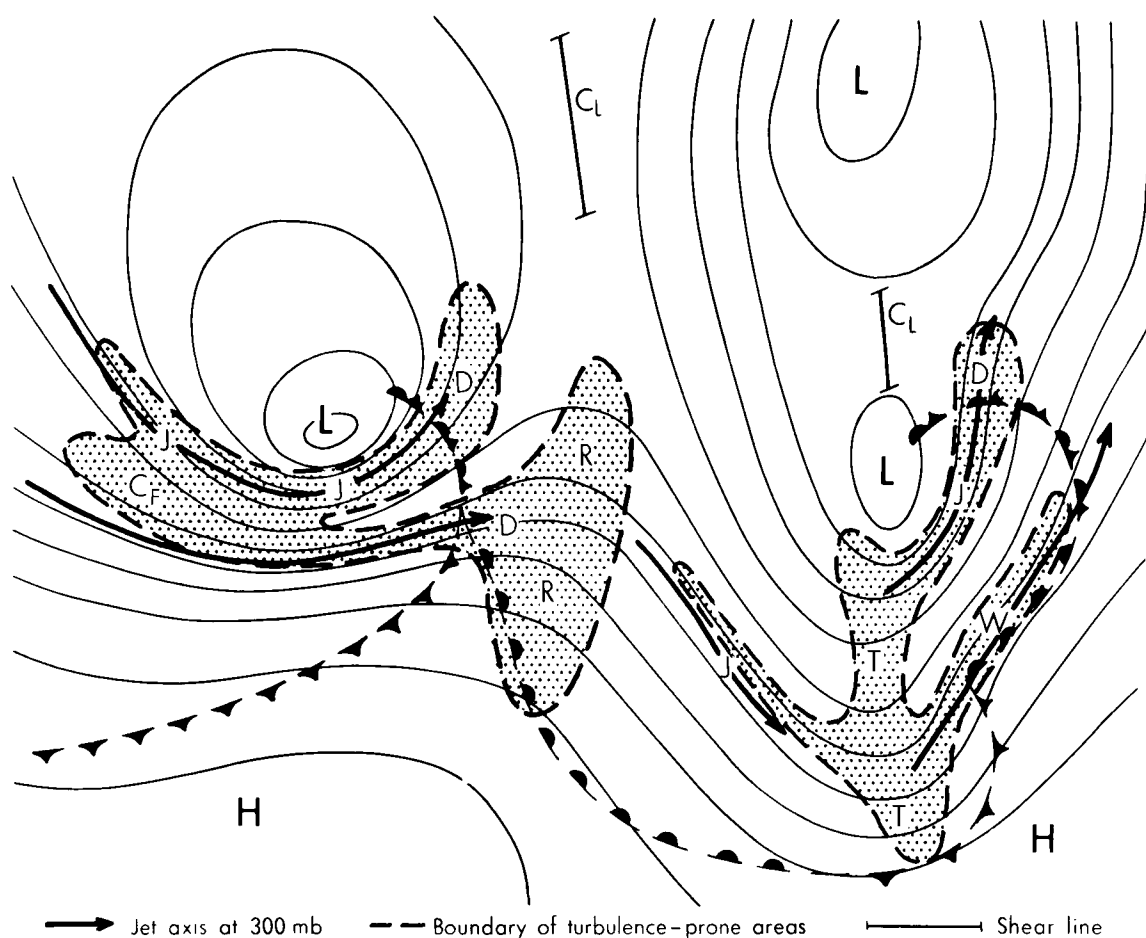 L
C_L
L
C_L
D
D
L
R
J
J
L
J
C_F
D
R
W
J
T
T
H
H
Jet axis at 300 mb
Boundary of turbulence-prone areas
Shear line